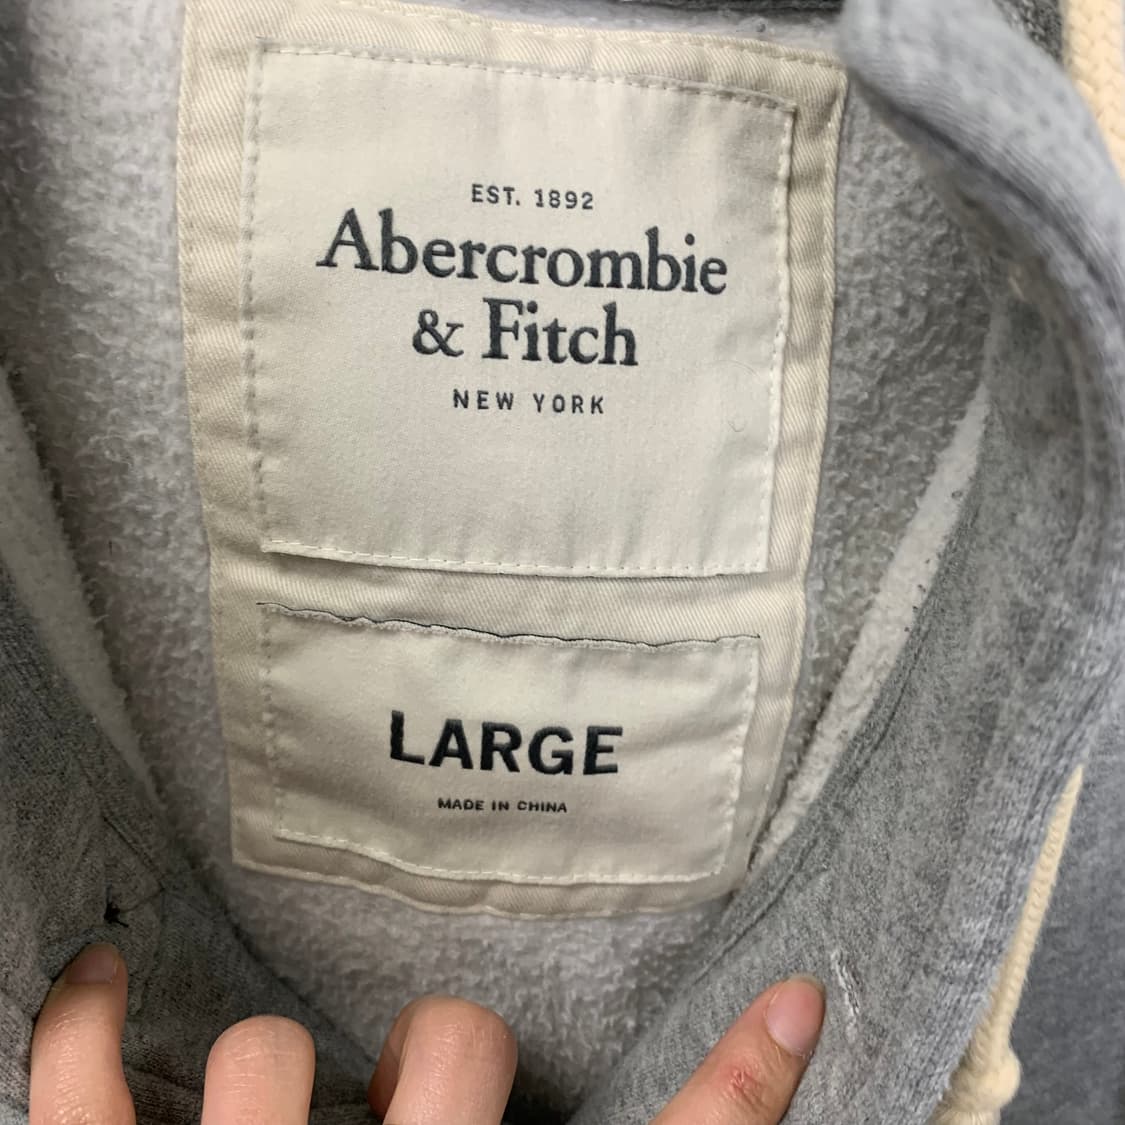 EST. 1892
Abercrombie
& Fitch
NEW YORK
LARGE
MADE IN CHINA